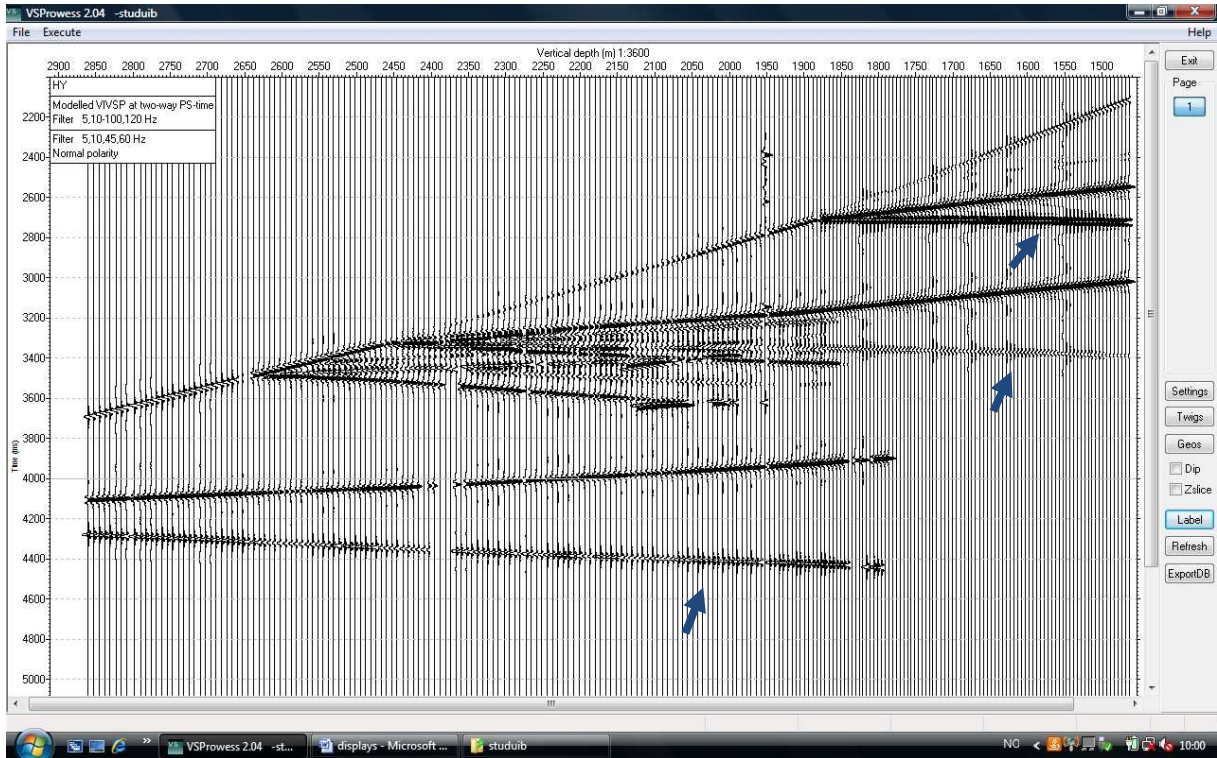 VSProwess 2.04 -studuib
File Execute Help
Vertical depth (m) 1:3600
2900 2850 2800 2750 2700 2650 2600 2550 2500 2450 2400 2350 2300 2250 2200 2150 2100 2050 2000 1950 1900 1850 1800 1750 1700 1650 1600 1550 1500
HY
Modelled VIVSP at two-way PS-time
Filter 5,10-100,120 Hz
Filter 5,10,45,60 Hz
Normal polarity
Time (ms)
2200
2400
2600
2800
3000
3200
3400
3600
3800
4000
4200
4400
4600
4800
5000
Exit
Page
1
Settings
Twigs
Geos
Dip
Zslice
Label
Refresh
ExportDB
VSProwess 2.04 -st...
displays - Microsoft ...
studuib
NO
10:00